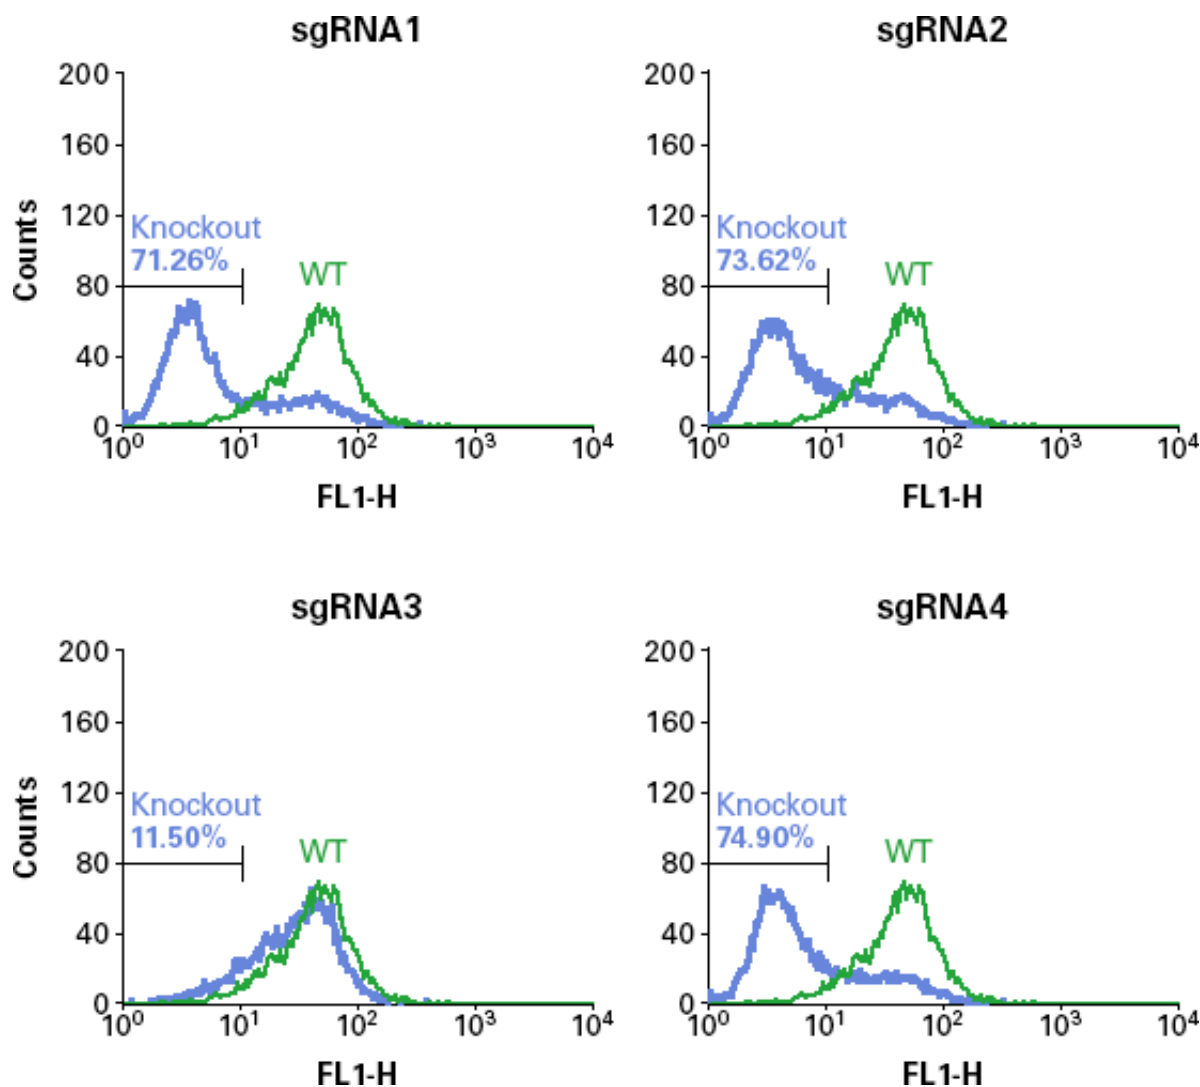 sgRNA1
200
160
120
80
40
0
Counts
Knockout
71.26%
WT
10⁰ 10¹ 10² 10³ 10⁴
FL1-H
sgRNA2
200
160
120
80
40
0
Knockout
73.62%
WT
10⁰ 10¹ 10² 10³ 10⁴
FL1-H
sgRNA3
200
160
120
80
40
0
Counts
Knockout
11.50%
WT
10⁰ 10¹ 10² 10³ 10⁴
FL1-H
sgRNA4
200
160
120
80
40
0
Knockout
74.90%
WT
10⁰ 10¹ 10² 10³ 10⁴
FL1-H